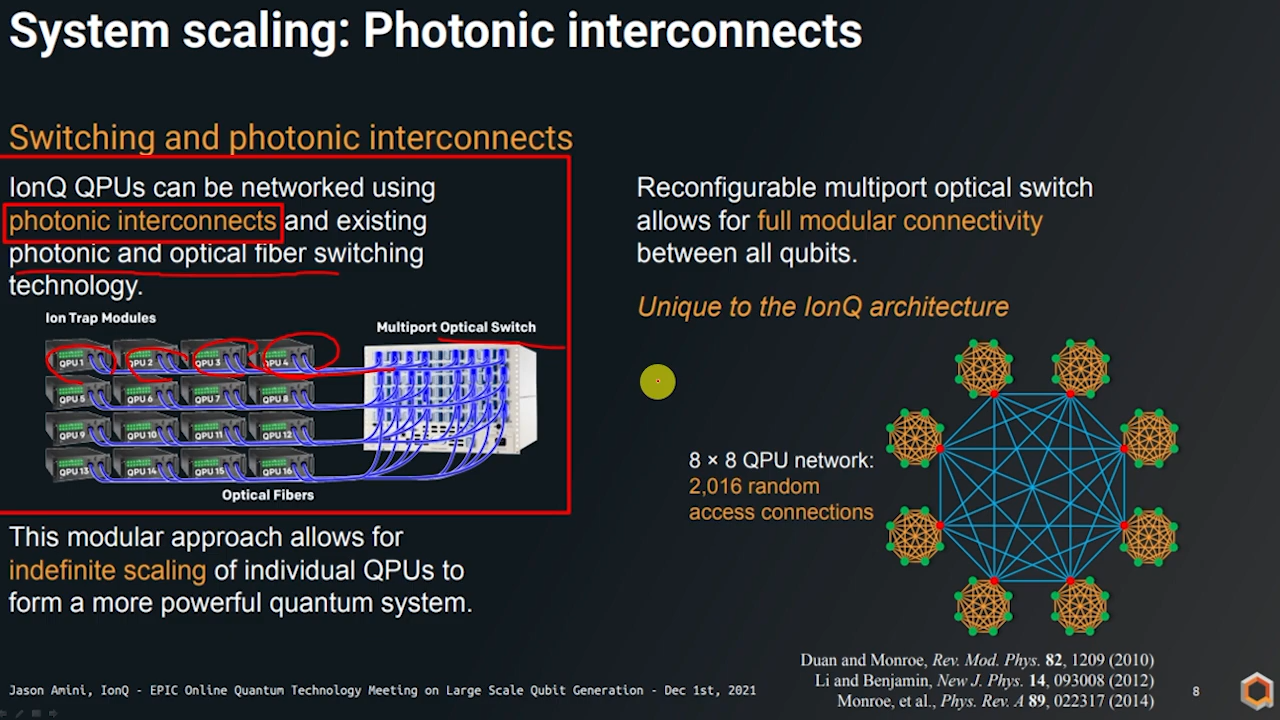 System scaling: Photonic interconnects
Switching and photonic interconnects
IonQ QPUs can be networked using
photonic interconnects and existing
photonic and optical fiber switching
technology.
Ion Trap Modules
Multiport Optical Switch
QPU 1
QPU 2
QPU 3
QPU 4
QPU 5
QPU 6
QPU 7
QPU 8
QPU 9
QPU 10
QPU 11
QPU 12
QPU 13
QPU 14
QPU 15
QPU 16
Optical Fibers
This modular approach allows for
indefinite scaling of individual QPUs to
form a more powerful quantum system.
Reconfigurable multiport optical switch
allows for full modular connectivity
between all qubits.
Unique to the IonQ architecture
8 × 8 QPU network:
2,016 random
access connections
Duan and Monroe, Rev. Mod. Phys. 82, 1209 (2010)
Li and Benjamin, New J. Phys. 14, 093008 (2012)
Monroe, et al., Phys. Rev. A 89, 022317 (2014)
Jason Amini, IonQ - EPIC Online Quantum Technology Meeting on Large Scale Qubit Generation - Dec 1st, 2021
8